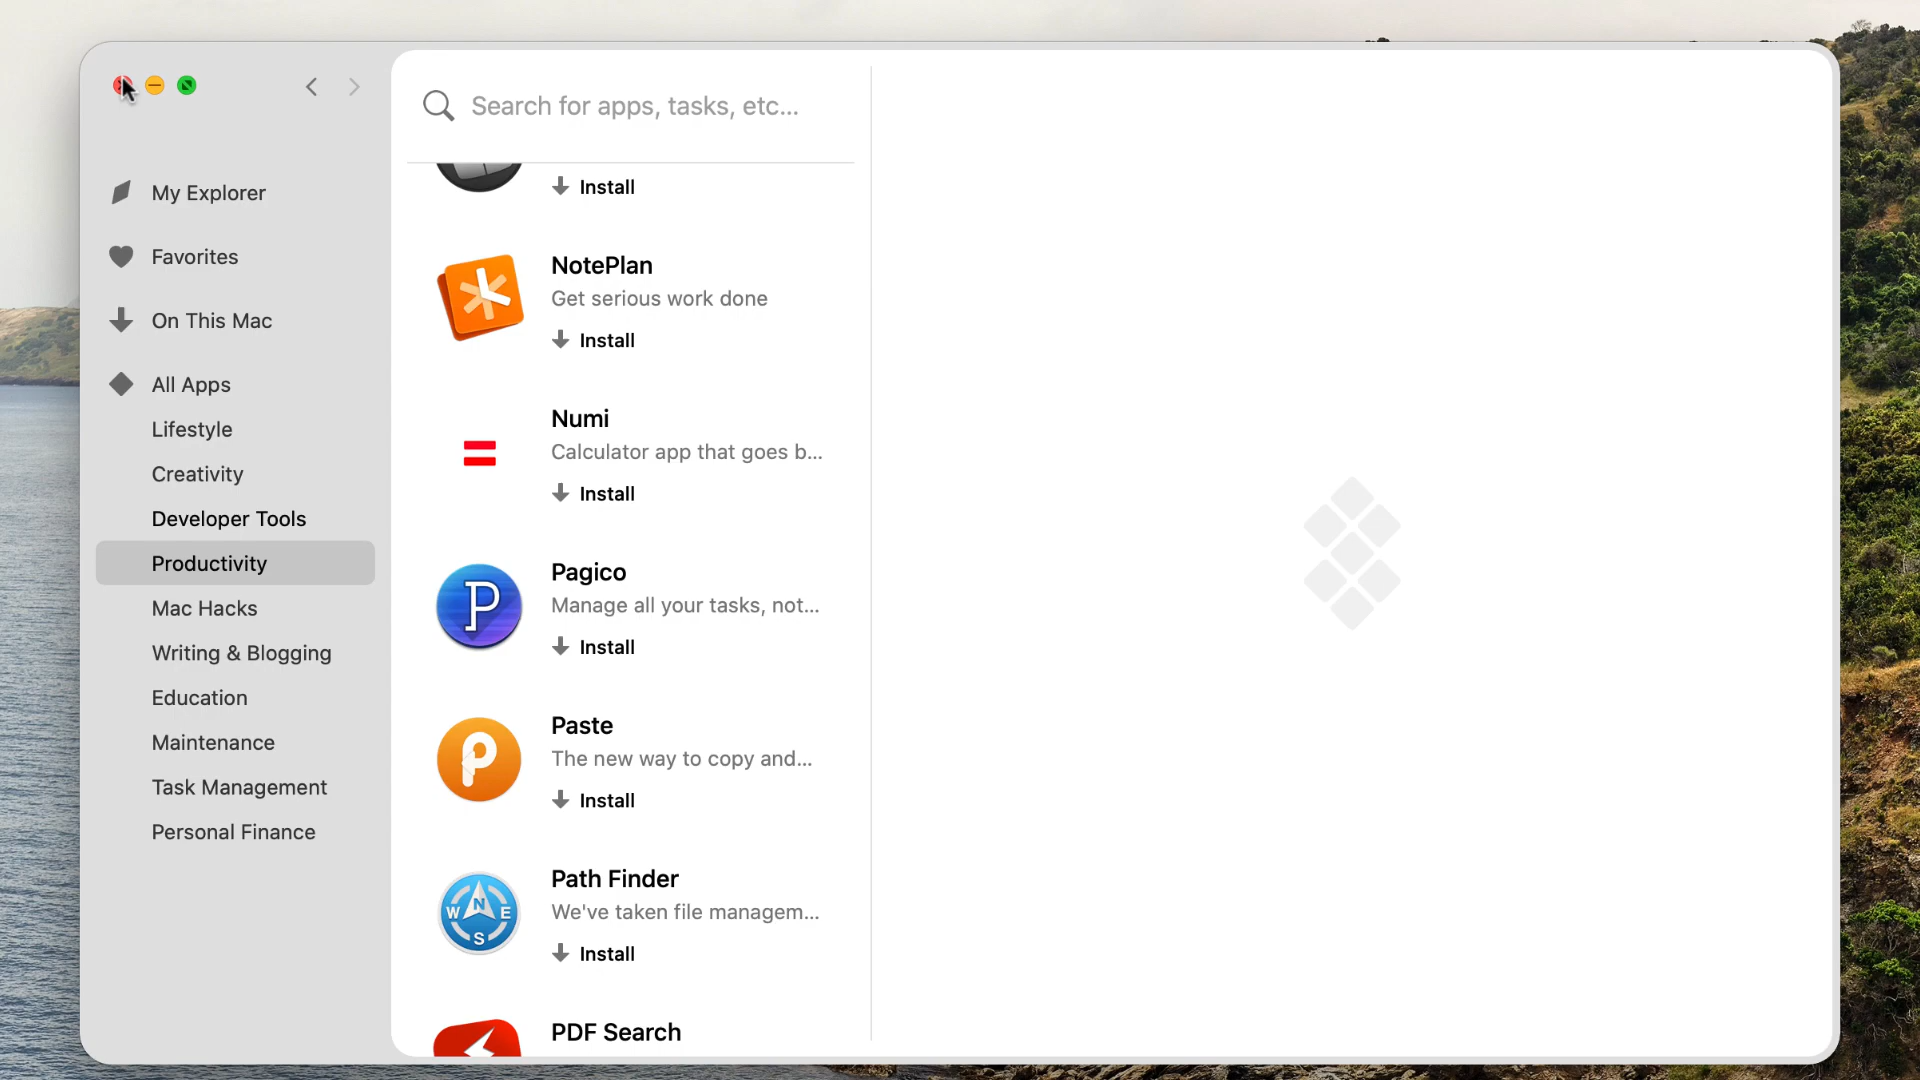 Search for apps, tasks, etc...
My Explorer
Favorites
On This Mac
All Apps
Lifestyle
Creativity
Developer Tools
Productivity
Mac Hacks
Writing & Blogging
Education
Maintenance
Task Management
Personal Finance
Install
NotePlan
Get serious work done
Install
Numi
Calculator app that goes b...
Install
P
Pagico
Manage all your tasks, not...
Install
Paste
The new way to copy and...
Install
N
W E
S
Path Finder
We've taken file managem...
Install
PDF Search